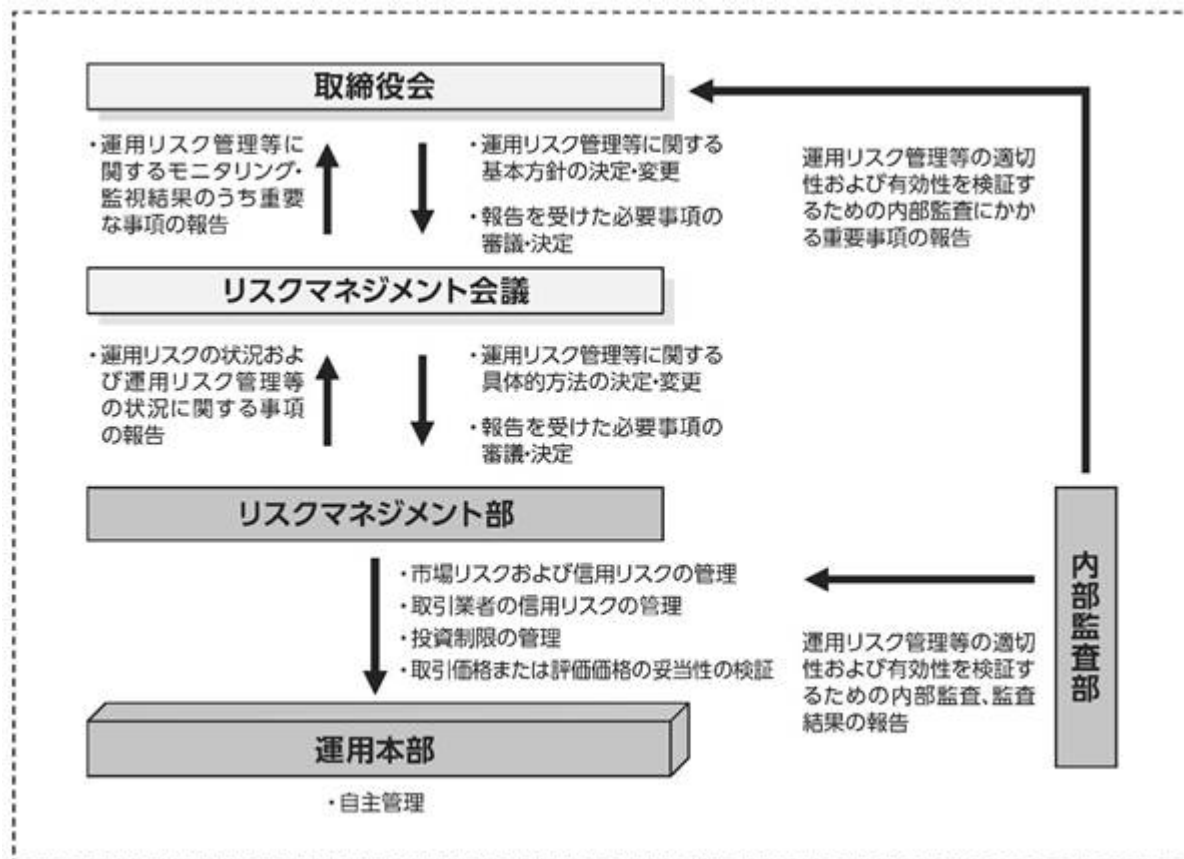 取締役会
・運用リスク管理等に
関するモニタリング・
監視結果のうち重要
な事項の報告
・運用リスク管理等に関する
基本方針の決定・変更
・報告を受けた必要事項の
審議・決定
運用リスク管理等の適切
性および有効性を検証す
るための内部監査にかか
る重要事項の報告
リスクマネジメント会議
・運用リスクの状況およ
び運用リスク管理等
の状況に関する事項
の報告
・運用リスク管理等に関する
具体的方法の決定・変更
・報告を受けた必要事項の
審議・決定
リスクマネジメント部
・市場リスクおよび信用リスクの管理
・取引業者の信用リスクの管理
・投資制限の管理
・取引価格または評価価格の妥当性の検証
内部監査部
運用リスク管理等の適切
性および有効性を検証す
るための内部監査、監査
結果の報告
運用本部
・自主管理